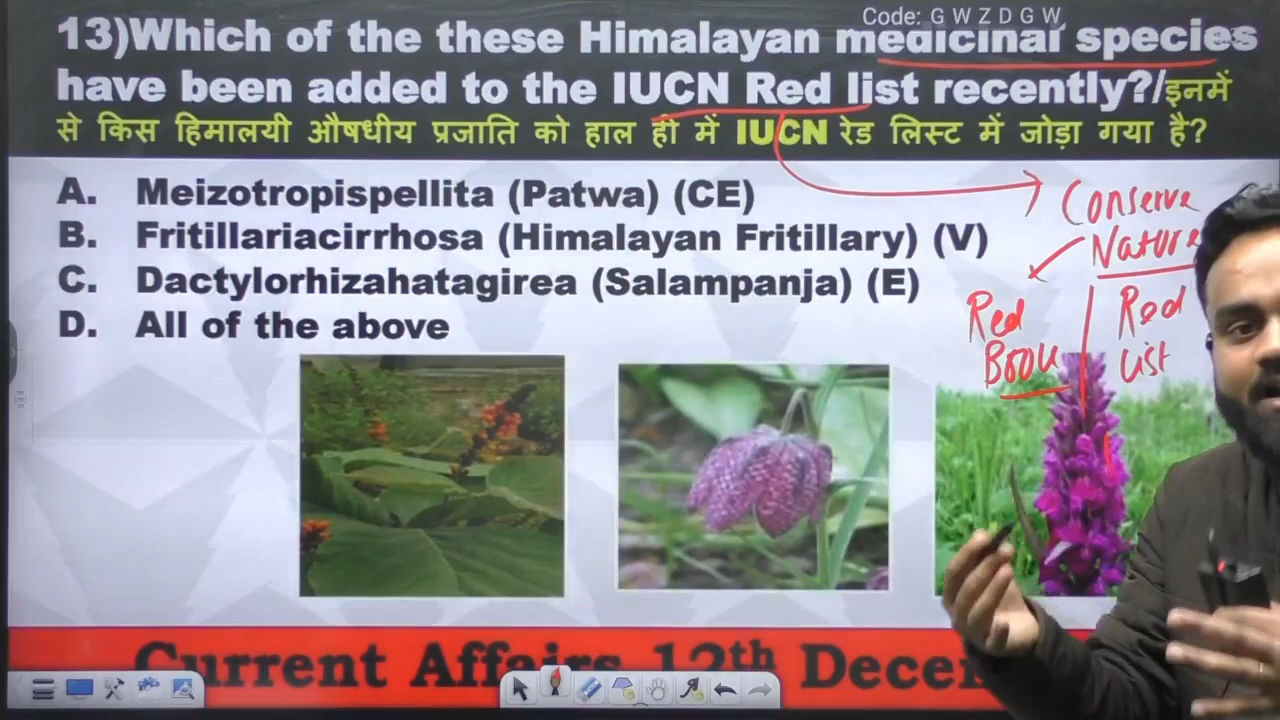 Code: G W Z D G W
13)Which of the these Himalayan medicinal species
have been added to the IUCN Red list recently?/इनमें
से किस हिमालयी औषधीय प्रजाति को हाल ही में IUCN रेड लिस्ट में जोड़ा गया है?
A. Meizotropispellita (Patwa) (CE)
B. Fritillariacirrhosa (Himalayan Fritillary) (V)
C. Dactylorhizahatagirea (Salampanja) (E)
D. All of the above
Conserve
Nature
Red
Book
Red
List
Current Affairs 12th